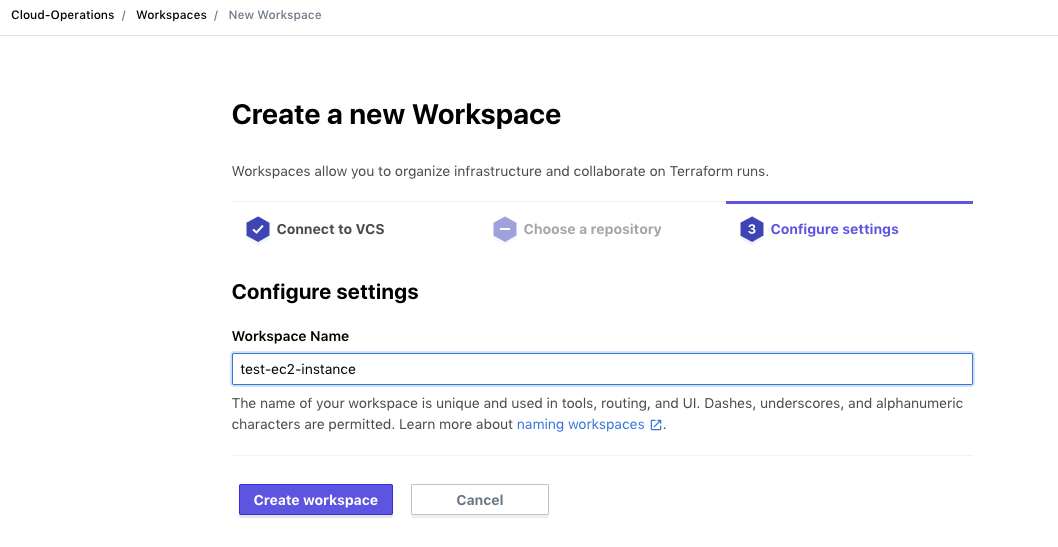 Cloud-Operations / Workspaces / New Workspace
Create a new Workspace
Workspaces allow you to organize infrastructure and collaborate on Terraform runs.
Connect to VCS Choose a repository 3 Configure settings
Configure settings
Workspace Name
test-ec2-instance
The name of your workspace is unique and used in tools, routing, and UI. Dashes, underscores, and alphanumeric
characters are permitted. Learn more about naming workspaces.
Create workspace Cancel